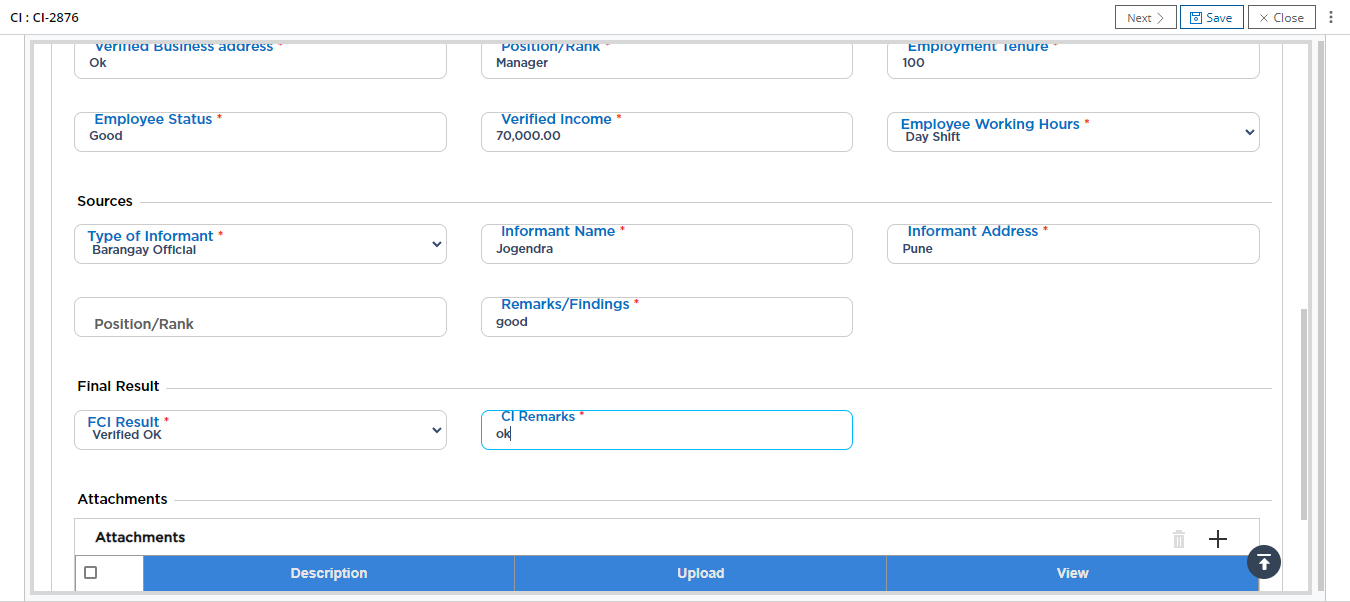 CI : CI-2876
Next
Save
Close
Verified Business address *
Position/Rank *
Employment Tenure *
Ok
Manager
100
Employee Status *
Verified Income *
Employee Working Hours *
Good
70,000.00
Day Shift
Sources
Type of Informant *
Informant Name *
Informant Address *
Barangay Official
Jogendra
Pune
Position/Rank
Remarks/Findings *
good
Final Result
FCI Result *
CI Remarks *
Verified OK
ok
Attachments
Attachments
Description
Upload
View